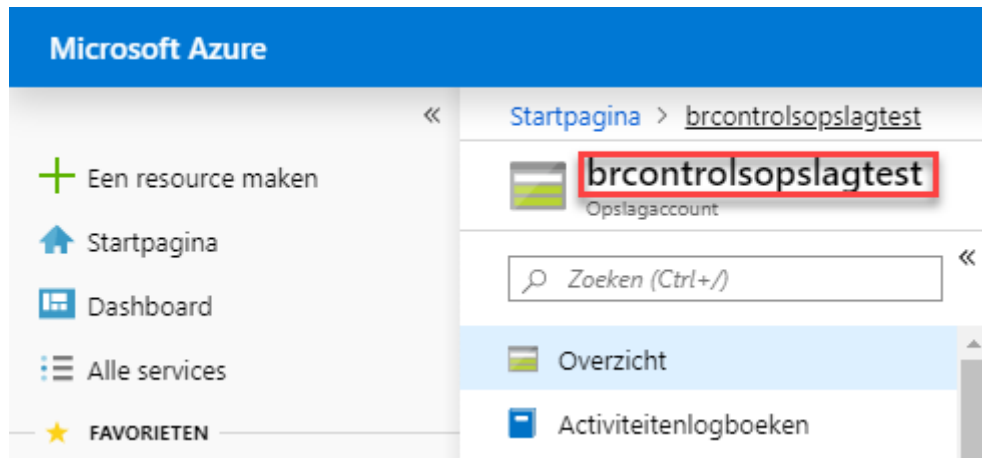 Microsoft Azure
«
Een resource maken
Startpagina
Dashboard
Alle services
FAVORIETEN
Startpagina > brcontrolsopslagtest
brcontrolsopslagtest
Opslagaccount
Zoeken (Ctrl+/)
«
Overzicht
Activiteitenlogboeken